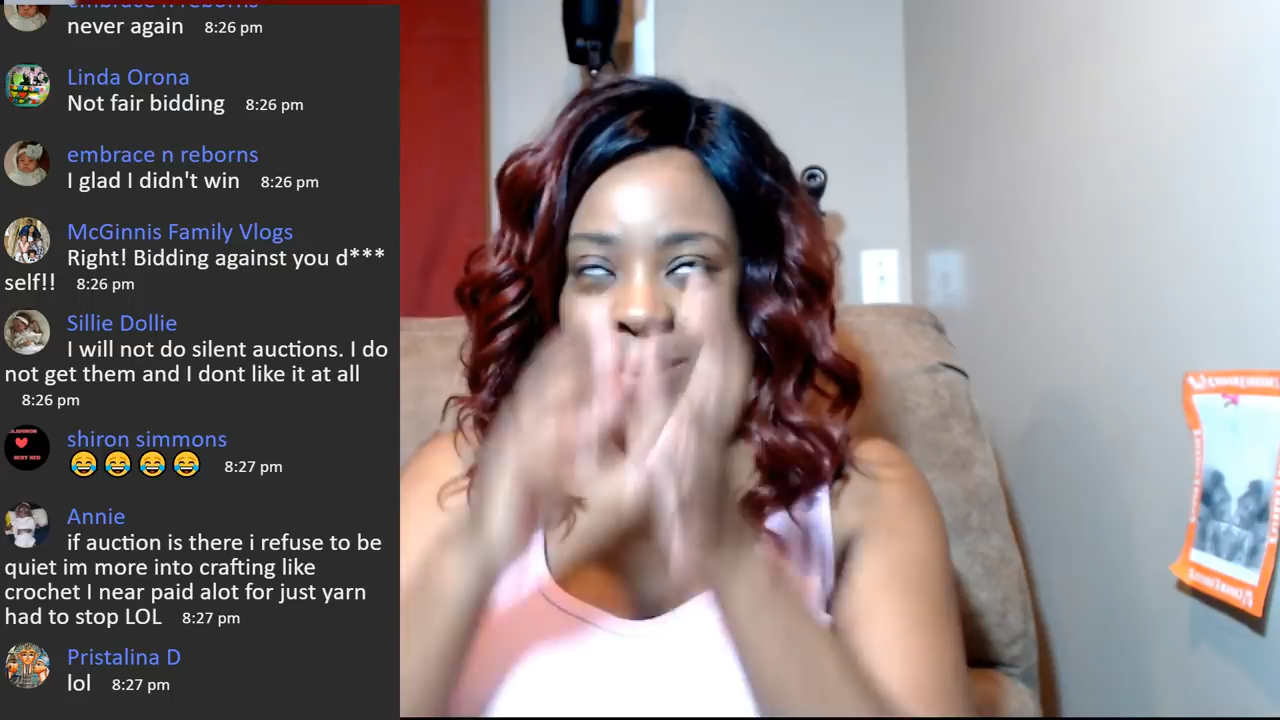 embrace n reborns
never again 8:26 pm
Linda Orona
Not fair bidding 8:26 pm
embrace n reborns
I glad I didn't win 8:26 pm
McGinnis Family Vlogs
Right! Bidding against you d***
self!! 8:26 pm
Sillie Dollie
I will not do silent auctions. I do
not get them and I dont like it at all
8:26 pm
shiron simmons
😂 😂 😂 😂 8:27 pm
Annie
if auction is there i refuse to be
quiet im more into crafting like
crochet I near paid alot for just yarn
had to stop LOL 8:27 pm
Pristalina D
lol 8:27 pm